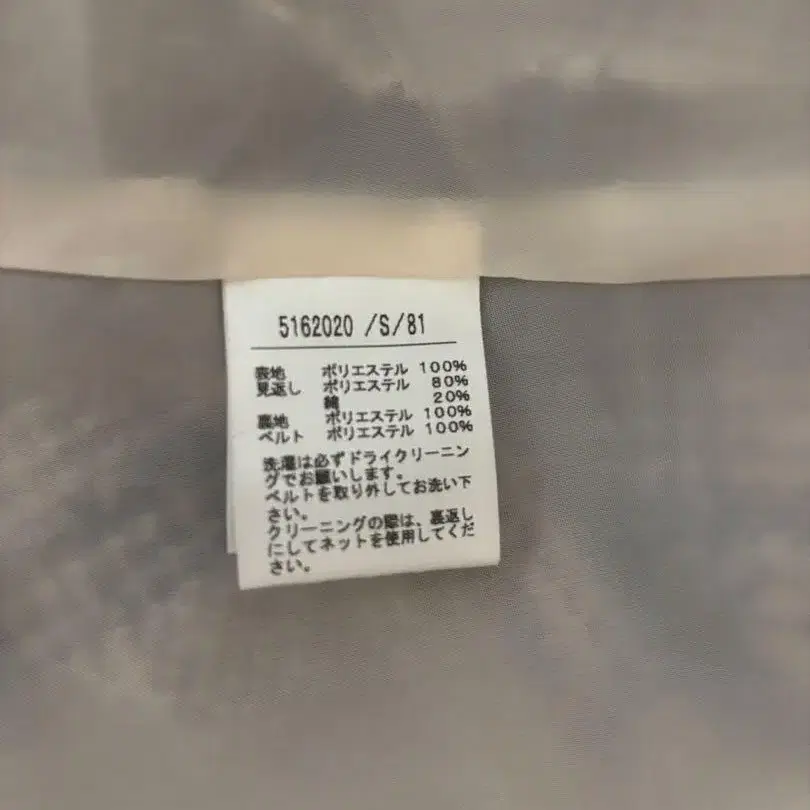 5162020 /S/81
表地 ポリエステル 100%
見返し ポリエステル 80%
綿 20%
裏地 ポリエステル 100%
ベルト ポリエステル 100%
洗濯は必ずドライクリーニン
グでお願いします。
ベルトを取り外してお洗い下
さい。
クリーニングの際は、裏返し
にしてネットを使用してくだ
さい。